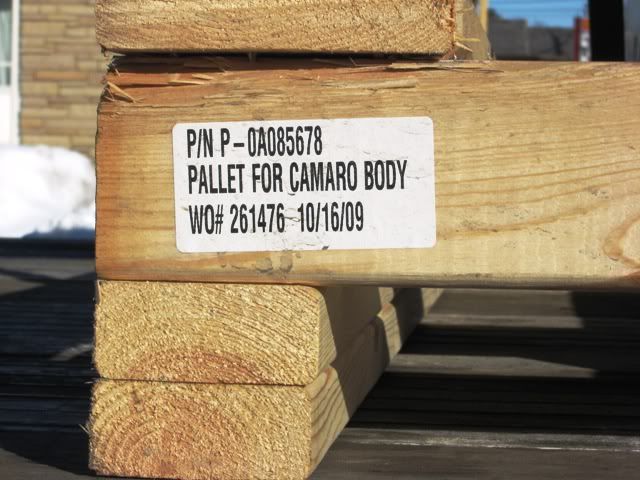 P/N P-0A085678
PALLET FOR CAMARO BODY
WO# 261476 10/16/09